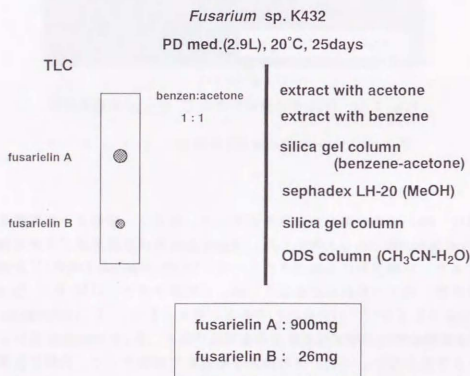 Fusarium sp. K432
PD med.(2.9L), 20°C, 25days
TLC
benzen:acetone
1 : 1
fusarielin A
fusarielin B
extract with acetone
extract with benzene
silica gel column
(benzene-acetone)
sephadex LH-20 (MeOH)
silica gel column
ODS column (CH₃CN-H₂O)
fusarielin A : 900mg
fusarielin B : 26mg